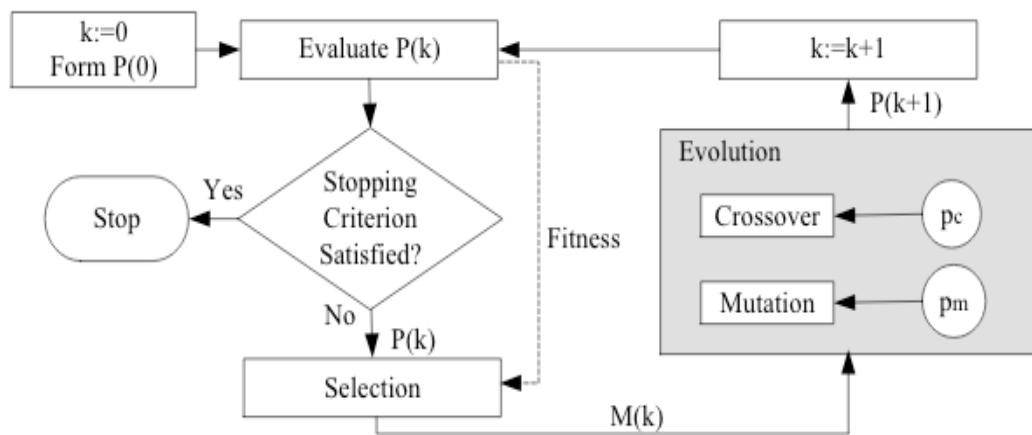 k:=0
Form P(0)
Evaluate P(k)
k:=k+1
P(k+1)
Evolution
Yes
Stop
Stopping
Criterion
Satisfied?
Crossover
pc
Fitness
Mutation
pm
No
P(k)
Selection
M(k)